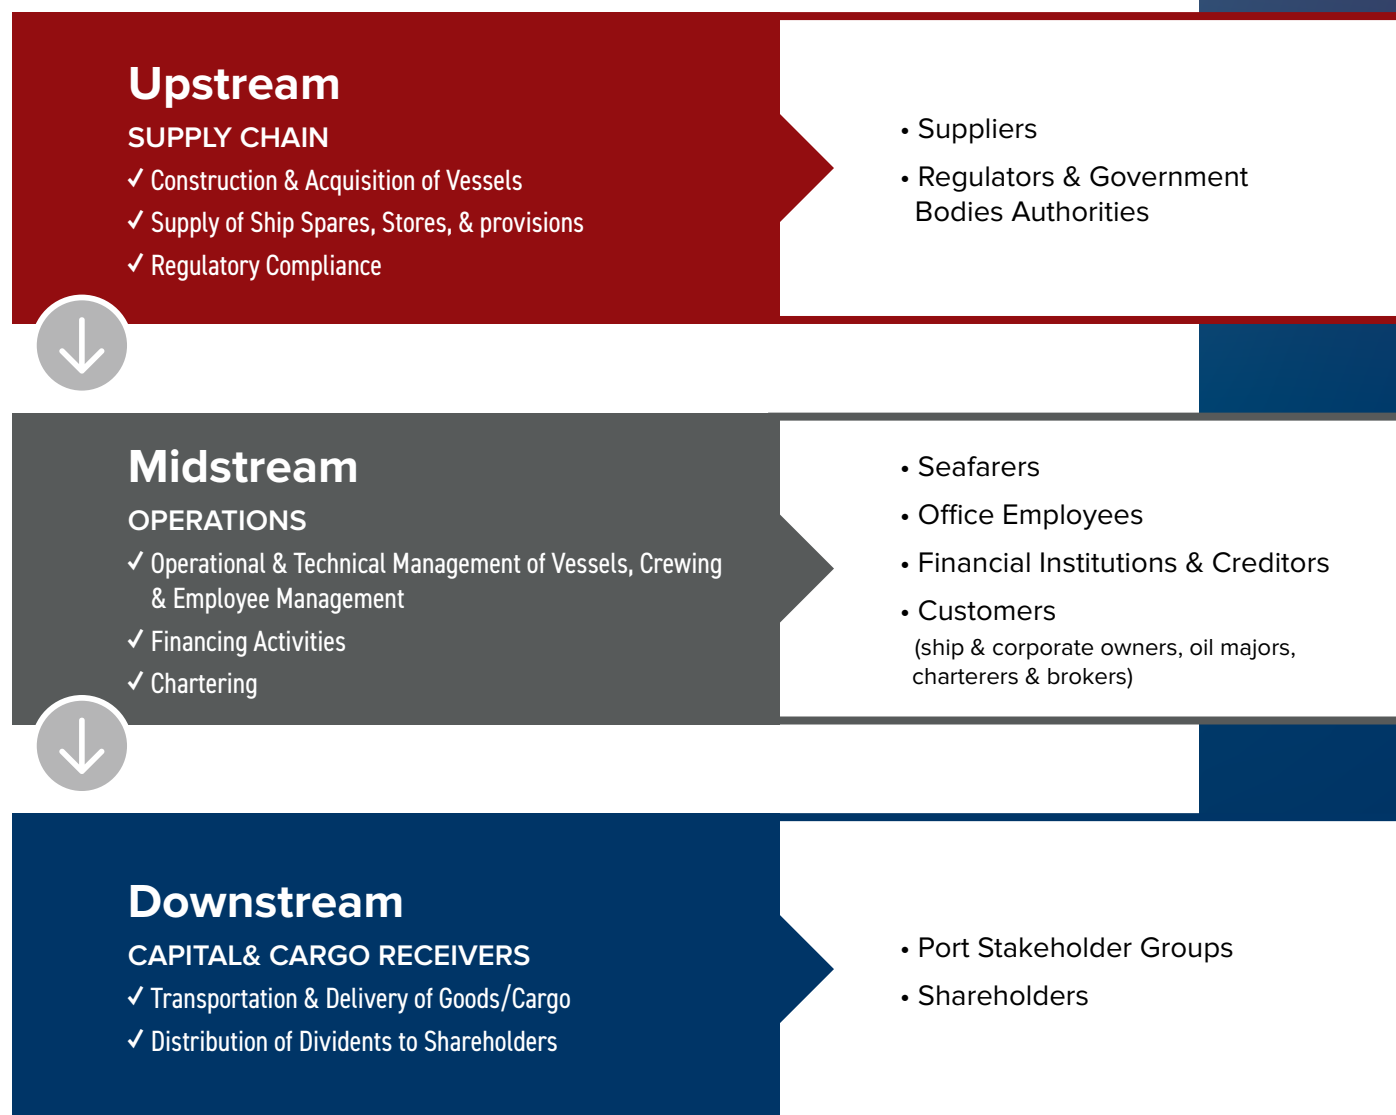 Upstream
SUPPLY CHAIN
✓ Construction & Acquisition of Vessels
✓ Supply of Ship Spares, Stores, & provisions
✓ Regulatory Compliance
• Suppliers
• Regulators & Government
Bodies Authorities
Midstream
OPERATIONS
✓ Operational & Technical Management of Vessels, Crewing
& Employee Management
✓ Financing Activities
✓ Chartering
• Seafarers
• Office Employees
• Financial Institutions & Creditors
• Customers
(ship & corporate owners, oil majors,
charterers & brokers)
Downstream
CAPITAL& CARGO RECEIVERS
✓ Transportation & Delivery of Goods/Cargo
✓ Distribution of Dividents to Shareholders
• Port Stakeholder Groups
• Shareholders